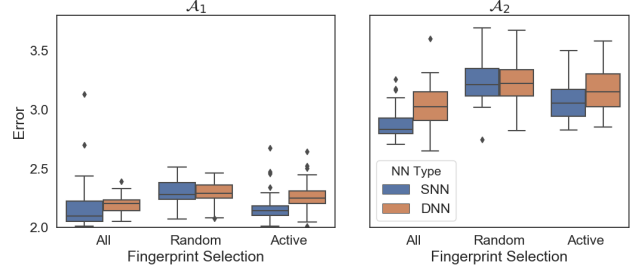 𝒜₁
𝒜₂
Error
3.5
3.0
2.5
2.0
All Random Active
Fingerprint Selection
NN Type
SNN
DNN
All Random Active
Fingerprint Selection